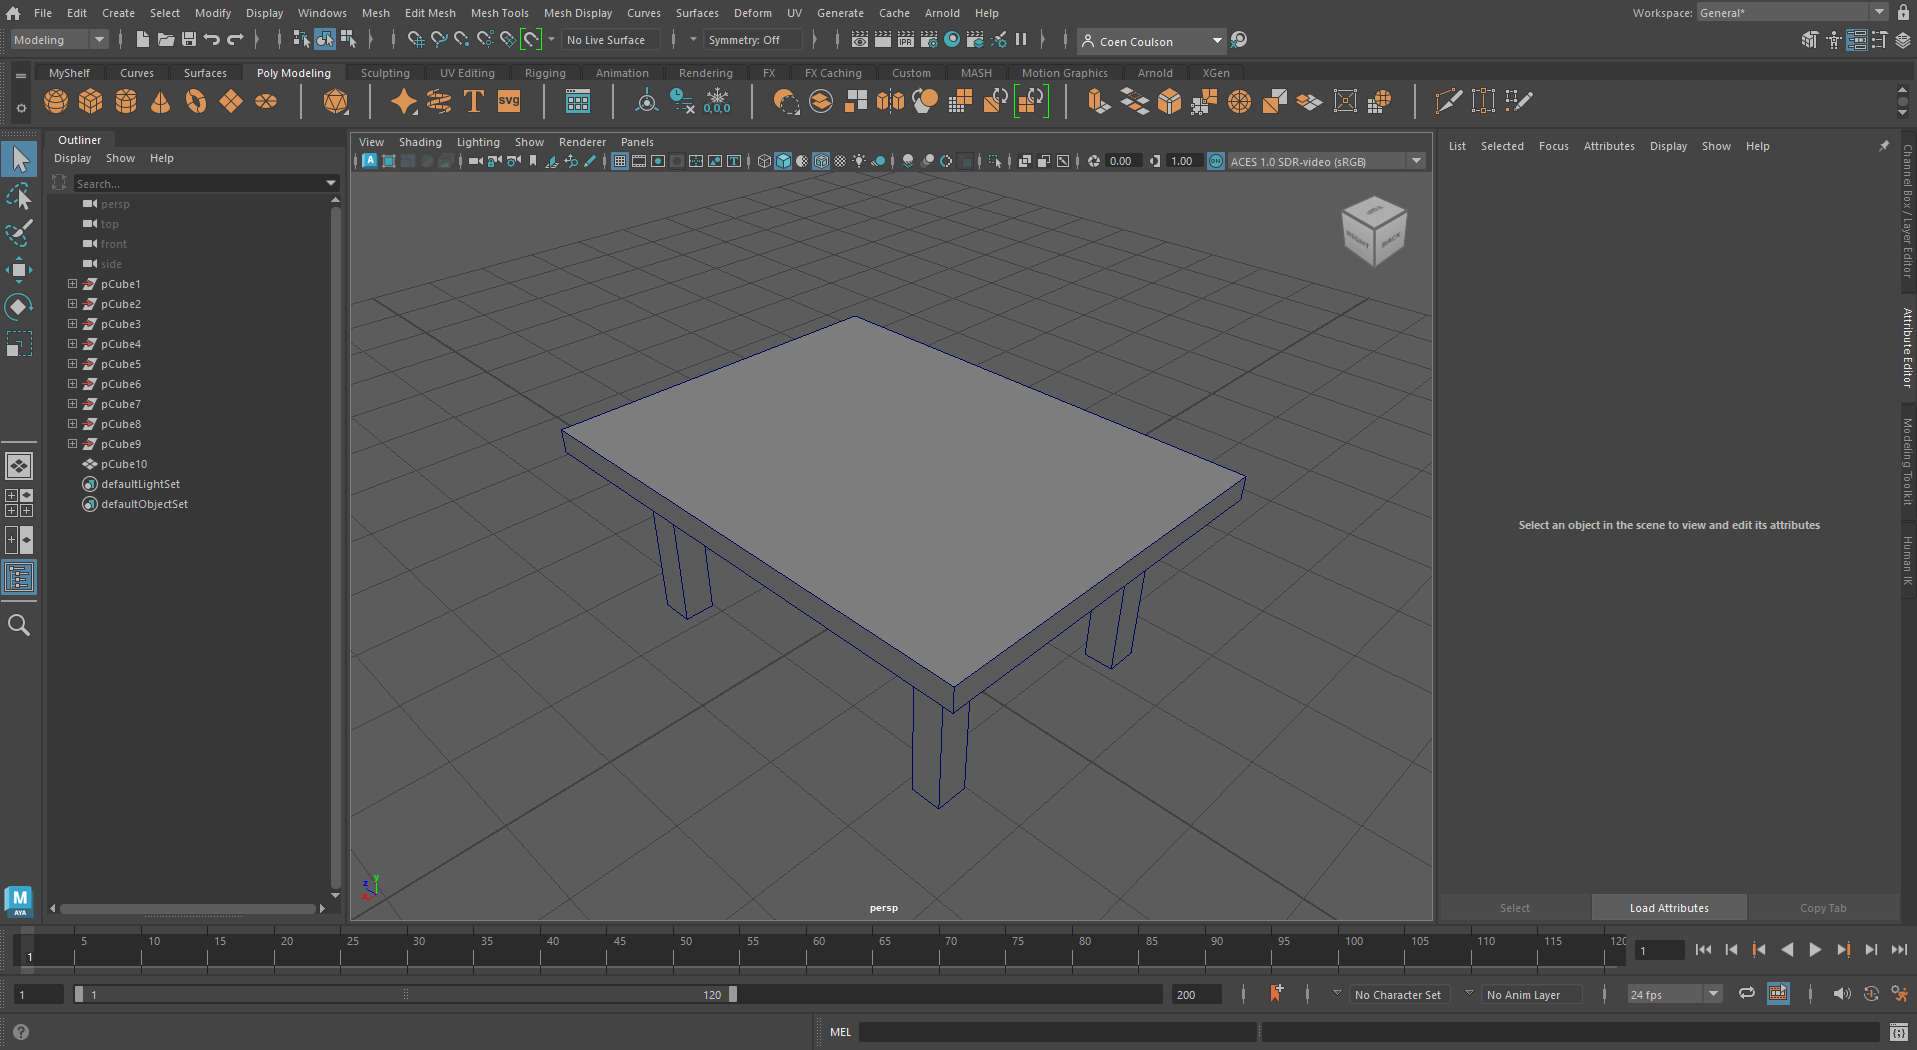 File Edit Create Select Modify Display Windows Mesh Edit Mesh Mesh Tools Mesh Display Curves Surfaces Deform UV Generate Cache Arnold Help Workspace: General*
Modeling No Live Surface Symmetry: Off Coen Coulson
MyShelf Curves Surfaces Poly Modeling Sculpting UV Editing Rigging Animation Rendering FX FX Caching Custom MASH Motion Graphics Arnold XGen
SVG 0,0,0
Outliner
Display Show Help
Search...
persp
top
front
side
pCube1
pCube2
pCube3
pCube4
pCube5
pCube6
pCube7
pCube8
pCube9
pCube10
defaultLightSet
defaultObjectSet
View Shading Lighting Show Renderer Panels
0.00 1.00 ON ACES 1.0 SDR-video (sRGB)
RIGHT BACK
y
z
persp
List Selected Focus Attributes Display Show Help
Select an object in the scene to view and edit its attributes
Select Load Attributes Copy Tab
Channel Box / Layer Editor
Attribute Editor
Modeling Toolkit
Human IK
M
AYA
5 10 15 20 25 30 35 40 45 50 55 60 65 70 75 80 85 90 95 100 105 110 115 120
1 1
1 1 120 200 No Character Set No Anim Layer 24 fps
MEL